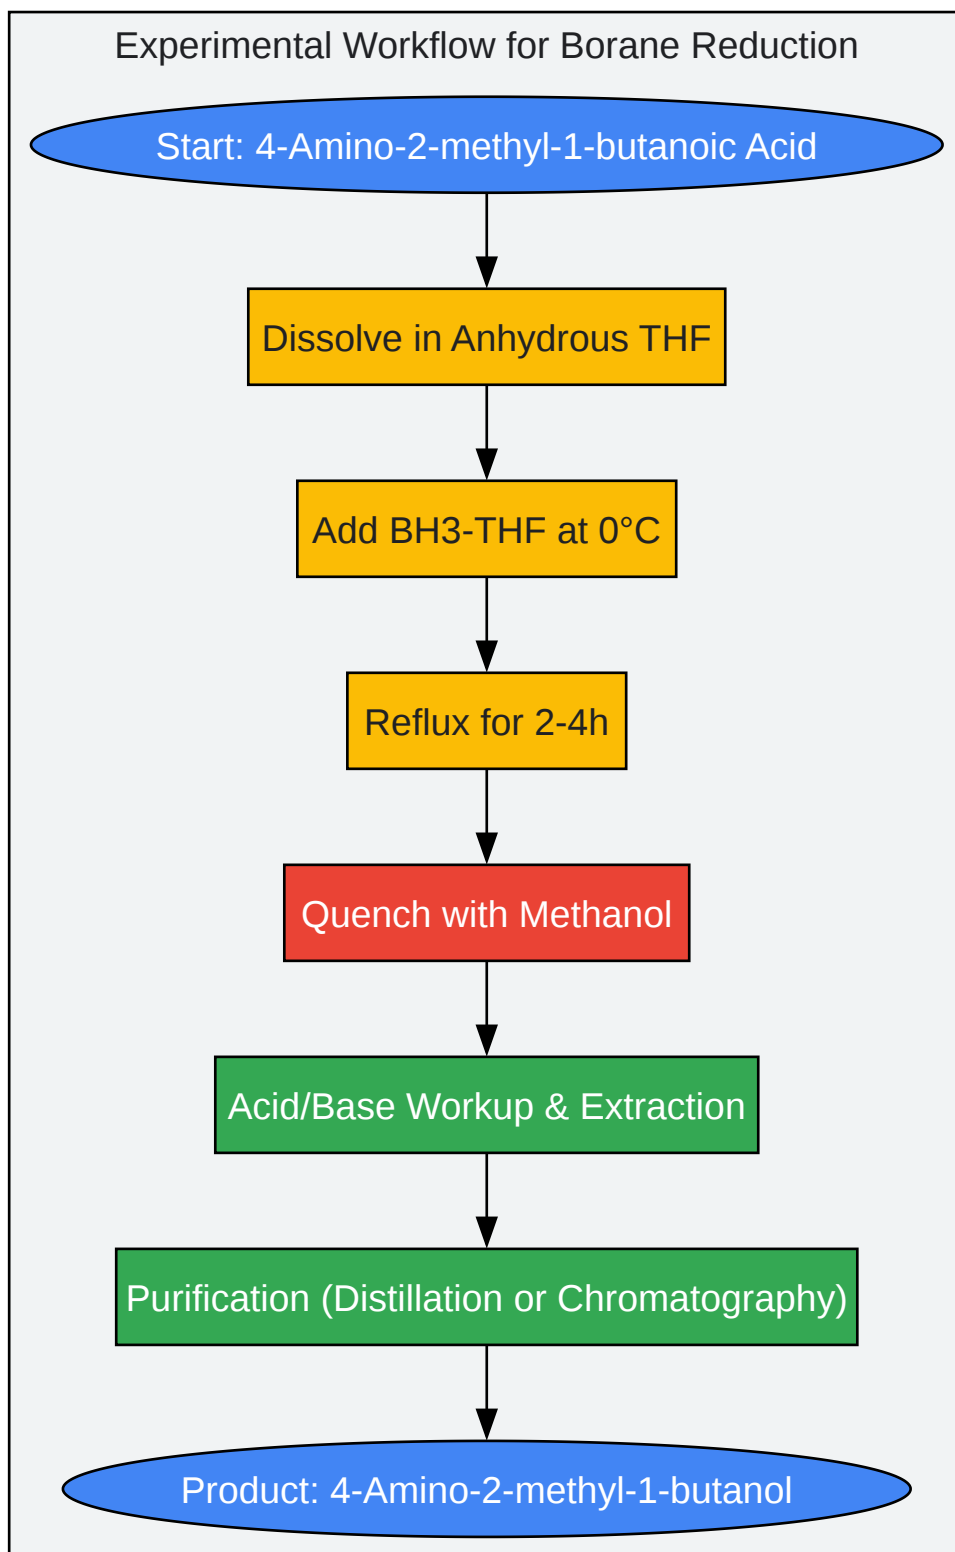 Experimental Workflow for Borane Reduction
Start: 4-Amino-2-methyl-1-butanoic Acid
Dissolve in Anhydrous THF
Add BH3-THF at 0°C
Reflux for 2-4h
Quench with Methanol
Acid/Base Workup & Extraction
Purification (Distillation or Chromatography)
Product: 4-Amino-2-methyl-1-butanol